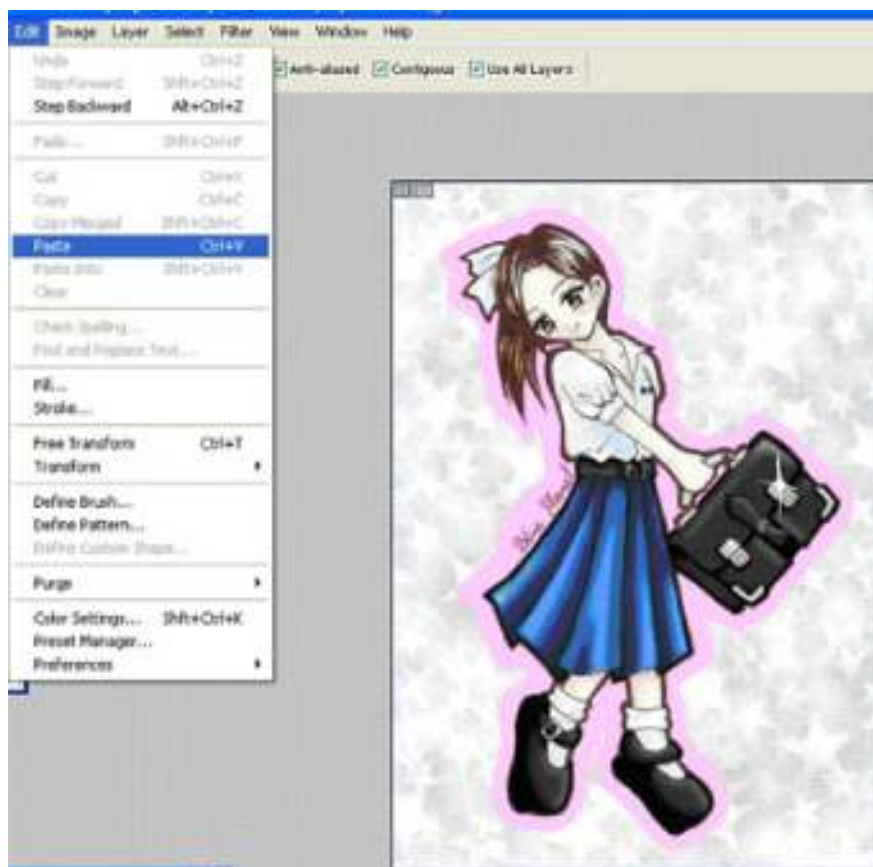 Edit Image Layer Select Filter View Window Help
Anti-aliased Contiguous Use All Layers
Undo Ctrl+Z
Step Forward Shift+Ctrl+Z
Step Backward Alt+Ctrl+Z
Fade... Shift+Ctrl+F
Cut Ctrl+X
Copy Ctrl+C
Copy Merged Shift+Ctrl+C
Paste Ctrl+V
Paste Into Shift+Ctrl+V
Clear
Check Spelling...
Find and Replace Text...
Fill...
Stroke...
Free Transform Ctrl+T
Transform
Define Brush...
Define Pattern...
Define Custom Shape...
Purge
Color Settings... Shift+Ctrl+K
Preset Manager...
Preferences